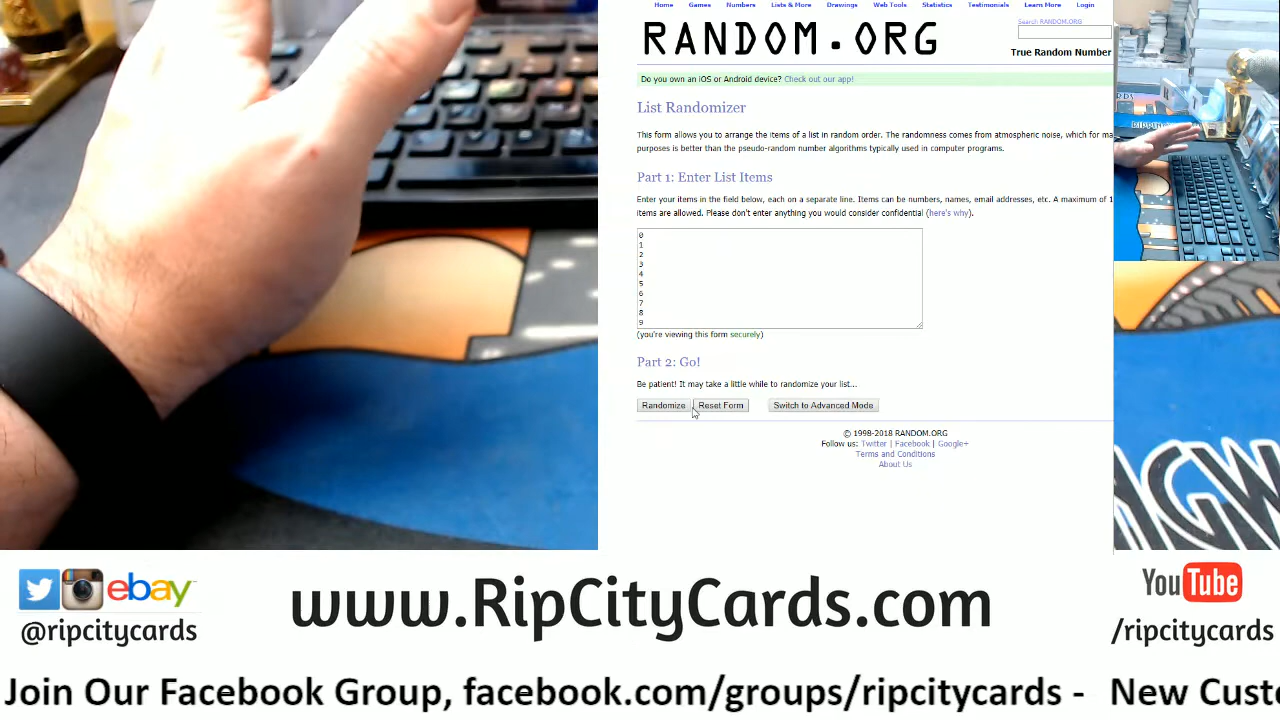 Home Games Numbers Lists & More Drawings Web Tools Statistics Testimonials Learn More Login
RANDOM.ORG
Search RANDOM.ORG
True Random Number
Do you own an iOS or Android device? Check out our app!
List Randomizer
This form allows you to arrange the items of a list in random order. The randomness comes from atmospheric noise, which for
purposes is better than the pseudo-random number algorithms typically used in computer programs.
Part 1: Enter List Items
Enter your items in the field below, each on a separate line. Items can be numbers, names, email addresses, etc. A maximum of
items are allowed. Please don't enter anything you would consider confidential (here's why).
0
1
2
3
4
5
6
7
8
9
(you're viewing this form securely)
Part 2: Go!
Be patient! It may take a little while to randomize your list...
Randomize Reset Form Switch to Advanced Mode
© 1998-2018 RANDOM.ORG
Follow us: Twitter | Facebook | Google+
Terms and Conditions
About Us
ebay
@ripcitycards
www.RipCityCards.com
YouTube
/ripcitycards
Join Our Facebook Group, facebook.com/groups/ripcitycards - New